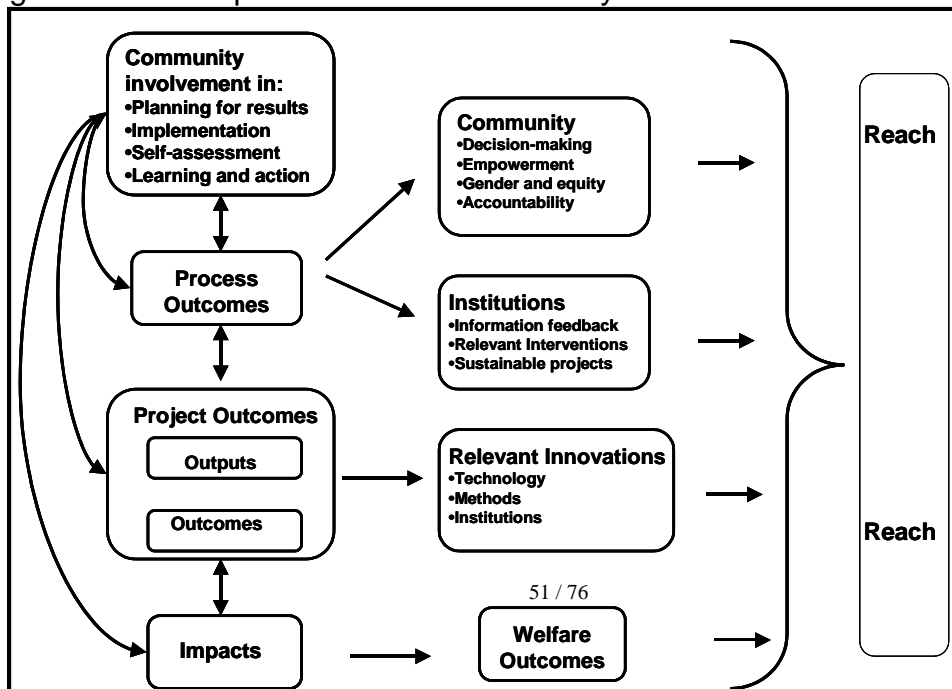 Community
involvement in:
•Planning for results
•Implementation
•Self-assessment
•Learning and action
Process
Outcomes
Project Outcomes
Outputs
Outcomes
Impacts
Community
•Decision-making
•Empowerment
•Gender and equity
•Accountability
Institutions
•Information feedback
•Relevant Interventions
•Sustainable projects
Relevant Innovations
•Technology
•Methods
•Institutions
51 / 76
Welfare
Outcomes
Reach
Reach